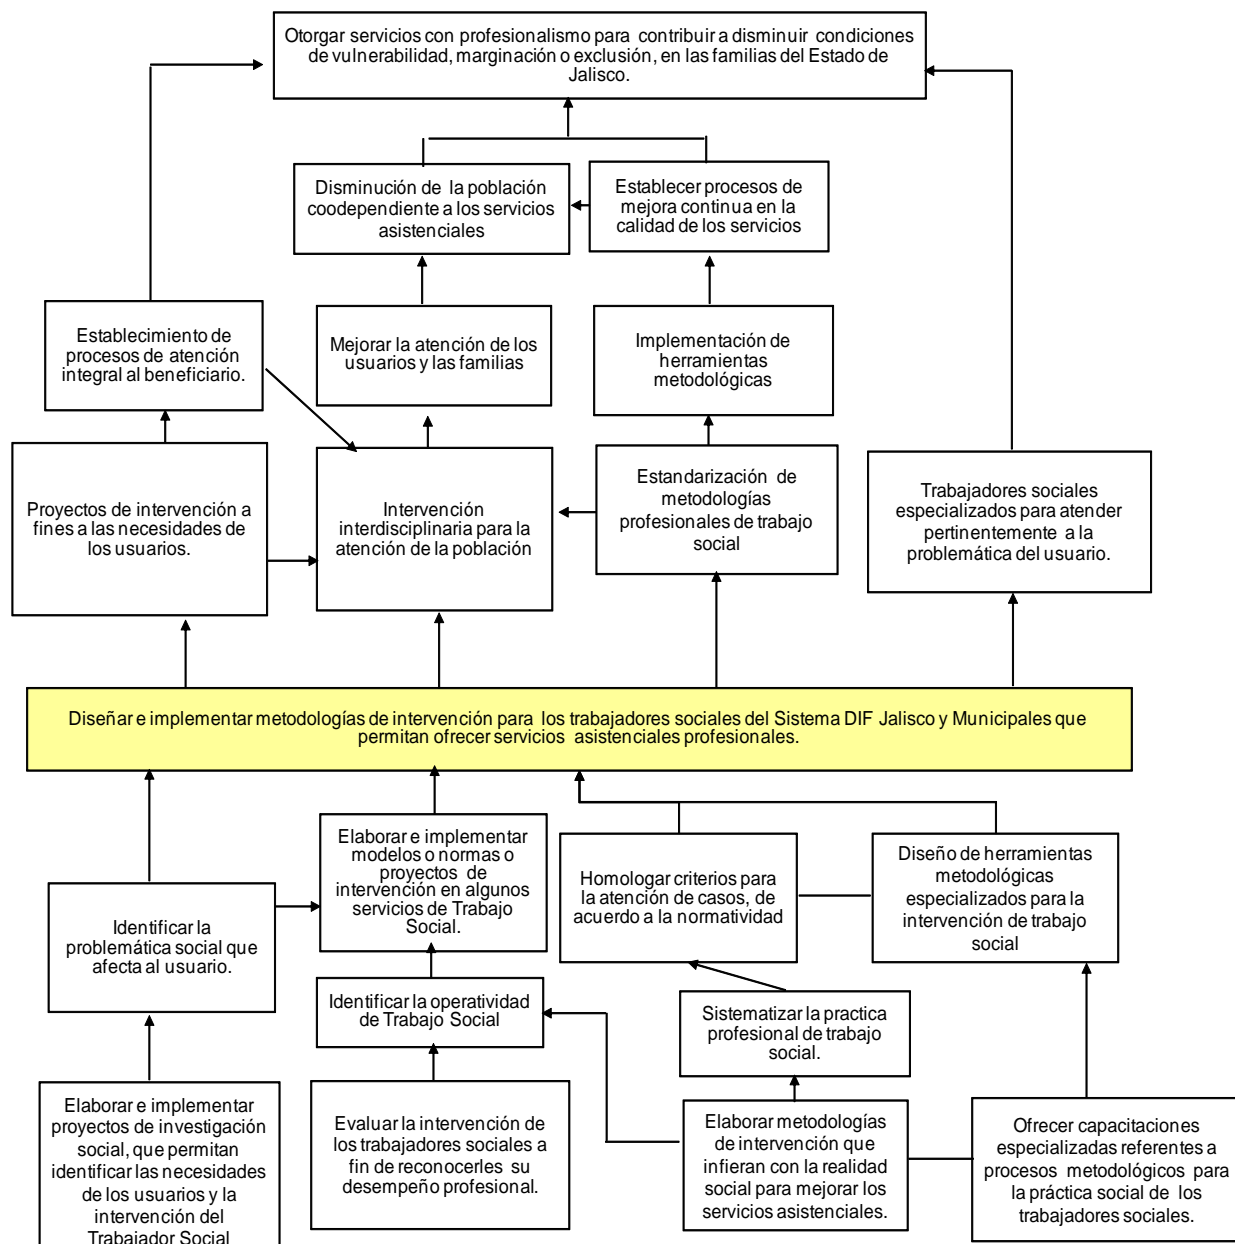 Otorgar servicios con profesionalismo para contribuir a disminuir condiciones
de vulnerabilidad, marginación o exclusión, en las familias del Estado de
Jalisco.
Disminución de la población
coodependiente a los servicios
asistenciales
Establecer procesos de
mejora continua en la
calidad de los servicios
Establecimiento de
procesos de atención
integral al beneficiario.
Mejorar la atención de los
usuarios y las familias
Implementación de
herramientas
metodológicas
Proyectos de intervención a
fines a las necesidades de
los usuarios.
Intervención
interdisciplinaria para la
atención de la población
Estandarización de
metodologías
profesionales de trabajo
social
Trabajadores sociales
especializados para atender
pertinentemente a la
problemática del usuario.
Diseñar e implementar metodologías de intervención para los trabajadores sociales del Sistema DIF Jalisco y Municipales que
permitan ofrecer servicios asistenciales profesionales.
Identificar la
problemática social que
afecta al usuario.
Elaborar e implementar
modelos o normas o
proyectos de
intervención en algunos
servicios de Trabajo
Social.
Homologar criterios para
la atención de casos, de
acuerdo a la normatividad
Diseño de herramientas
metodológicas
especializados para la
intervención de trabajo
social
Identificar la operatividad
de Trabajo Social
Sistematizar la practica
profesional de trabajo
social.
Elaborar e implementar
proyectos de investigación
social, que permitan
identificar las necesidades
de los usuarios y la
intervención del
Trabajador Social
Evaluar la intervención de
los trabajadores sociales a
fin de reconocerles su
desempeño profesional.
Elaborar metodologías
de intervención que
infieran con la realidad
social para mejorar los
servicios asistenciales.
Ofrecer capacitaciones
especializadas referentes a
procesos metodológicos para
la práctica social de los
trabajadores sociales.